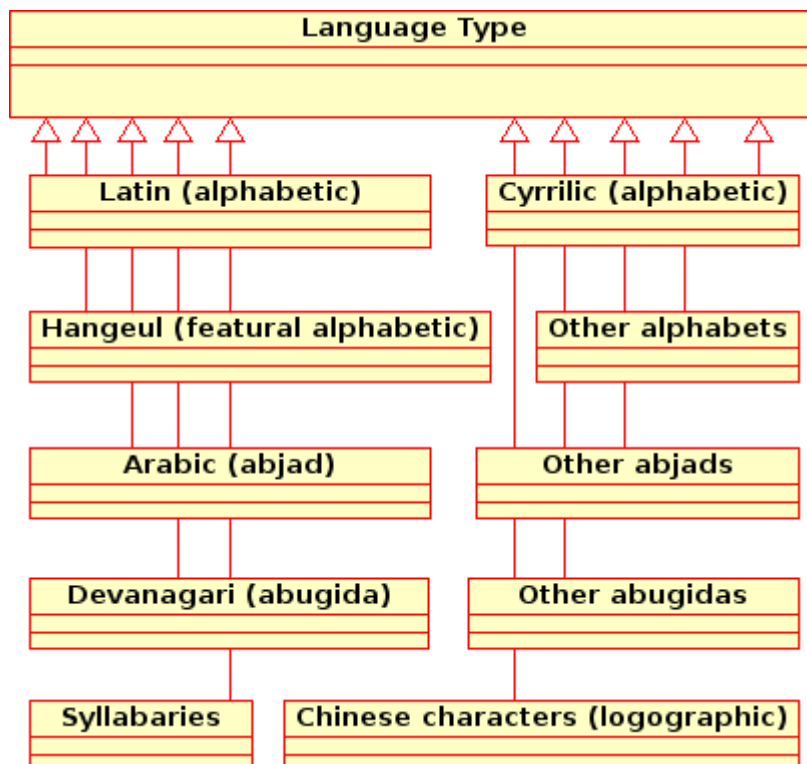 Language Type
Latin (alphabetic)
Cyrrilic (alphabetic)
Hangeul (featural alphabetic)
Other alphabets
Arabic (abjad)
Other abjads
Devanagari (abugida)
Other abugidas
Syllabaries
Chinese characters (logographic)